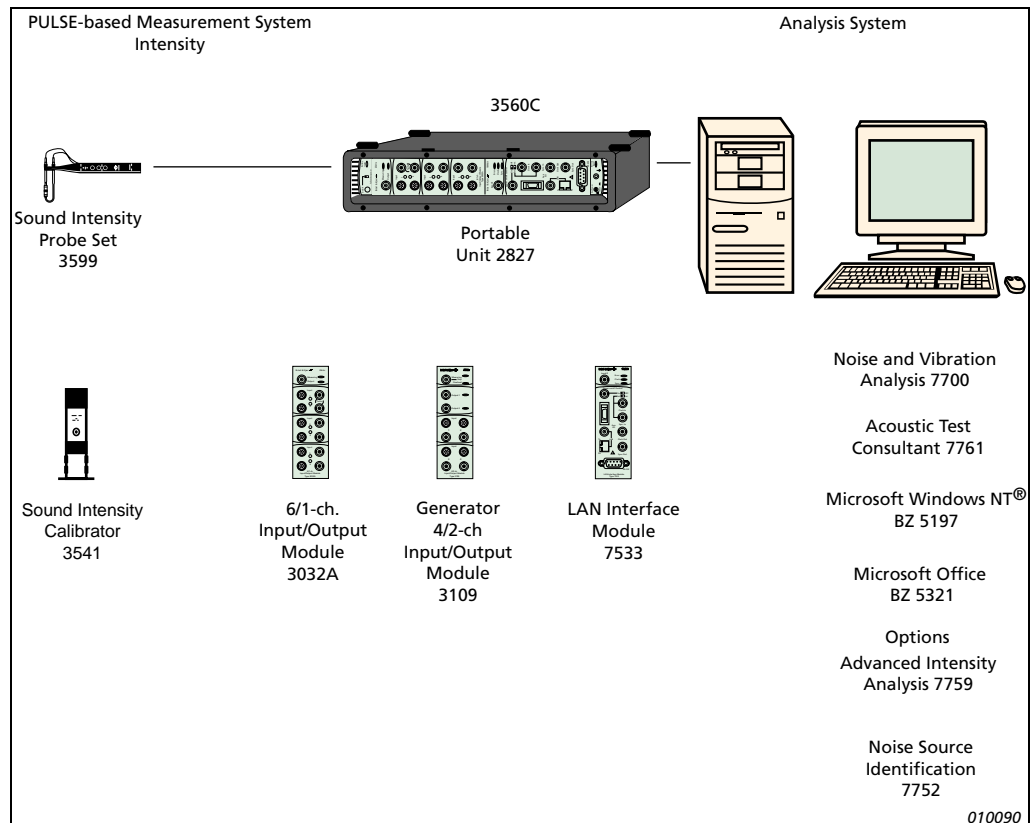 PULSE-based Measurement System
Intensity
Analysis System
3560C
Sound Intensity
Probe Set
3599
Portable
Unit 2827
Sound Intensity
Calibrator
3541
6/1-ch.
Input/Output
Module
3032A
Generator
4/2-ch
Input/Output
Module
3109
LAN Interface
Module
7533
Noise and Vibration
Analysis 7700
Acoustic Test
Consultant 7761
Microsoft Windows NT®
BZ 5197
Microsoft Office
BZ 5321
Options
Advanced Intensity
Analysis 7759
Noise Source
Identification
7752
010090